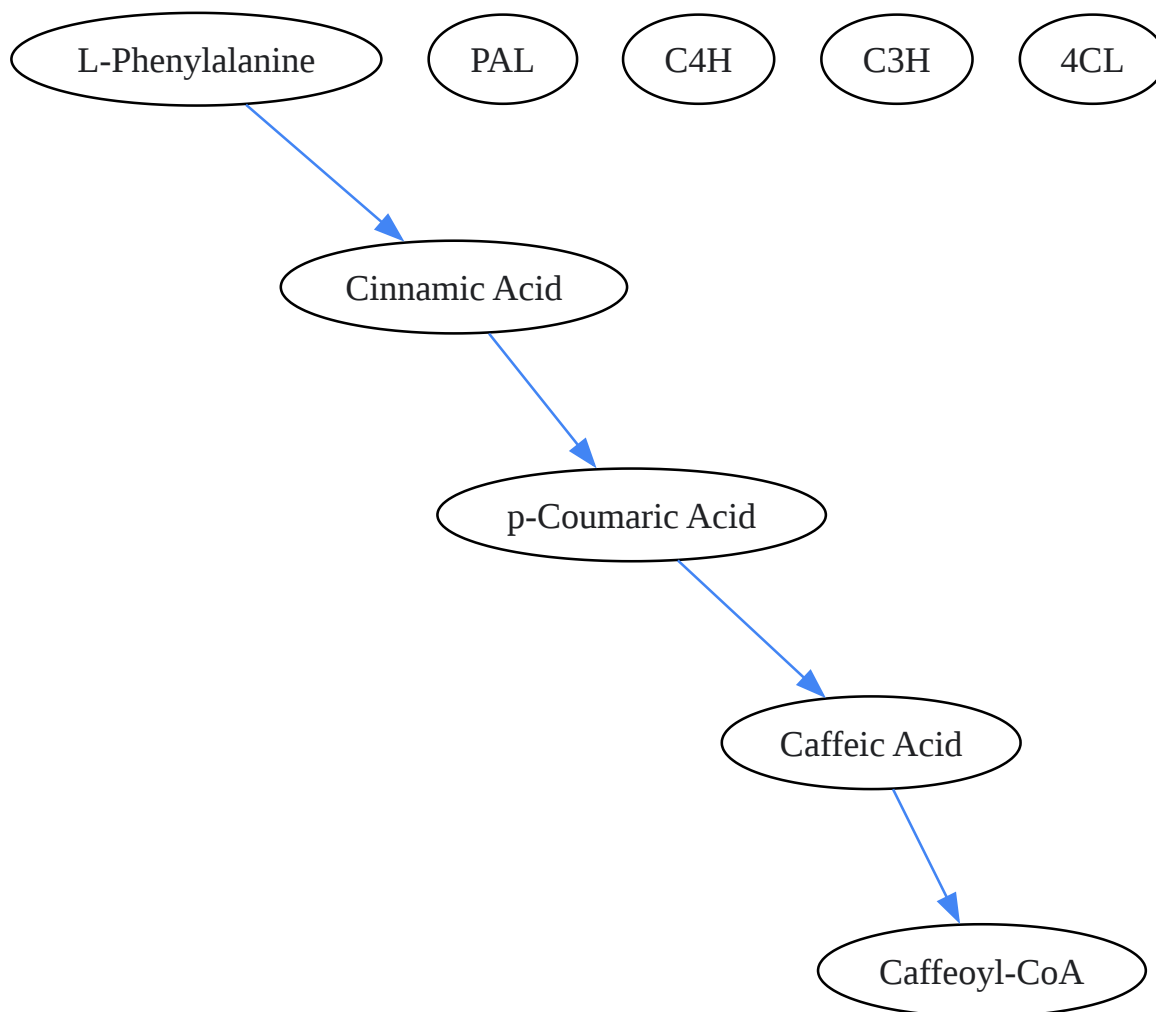 L-Phenylalanine
PAL
C4H
C3H
4CL
Cinnamic Acid
p-Coumaric Acid
Caffeic Acid
Caffeoyl-CoA